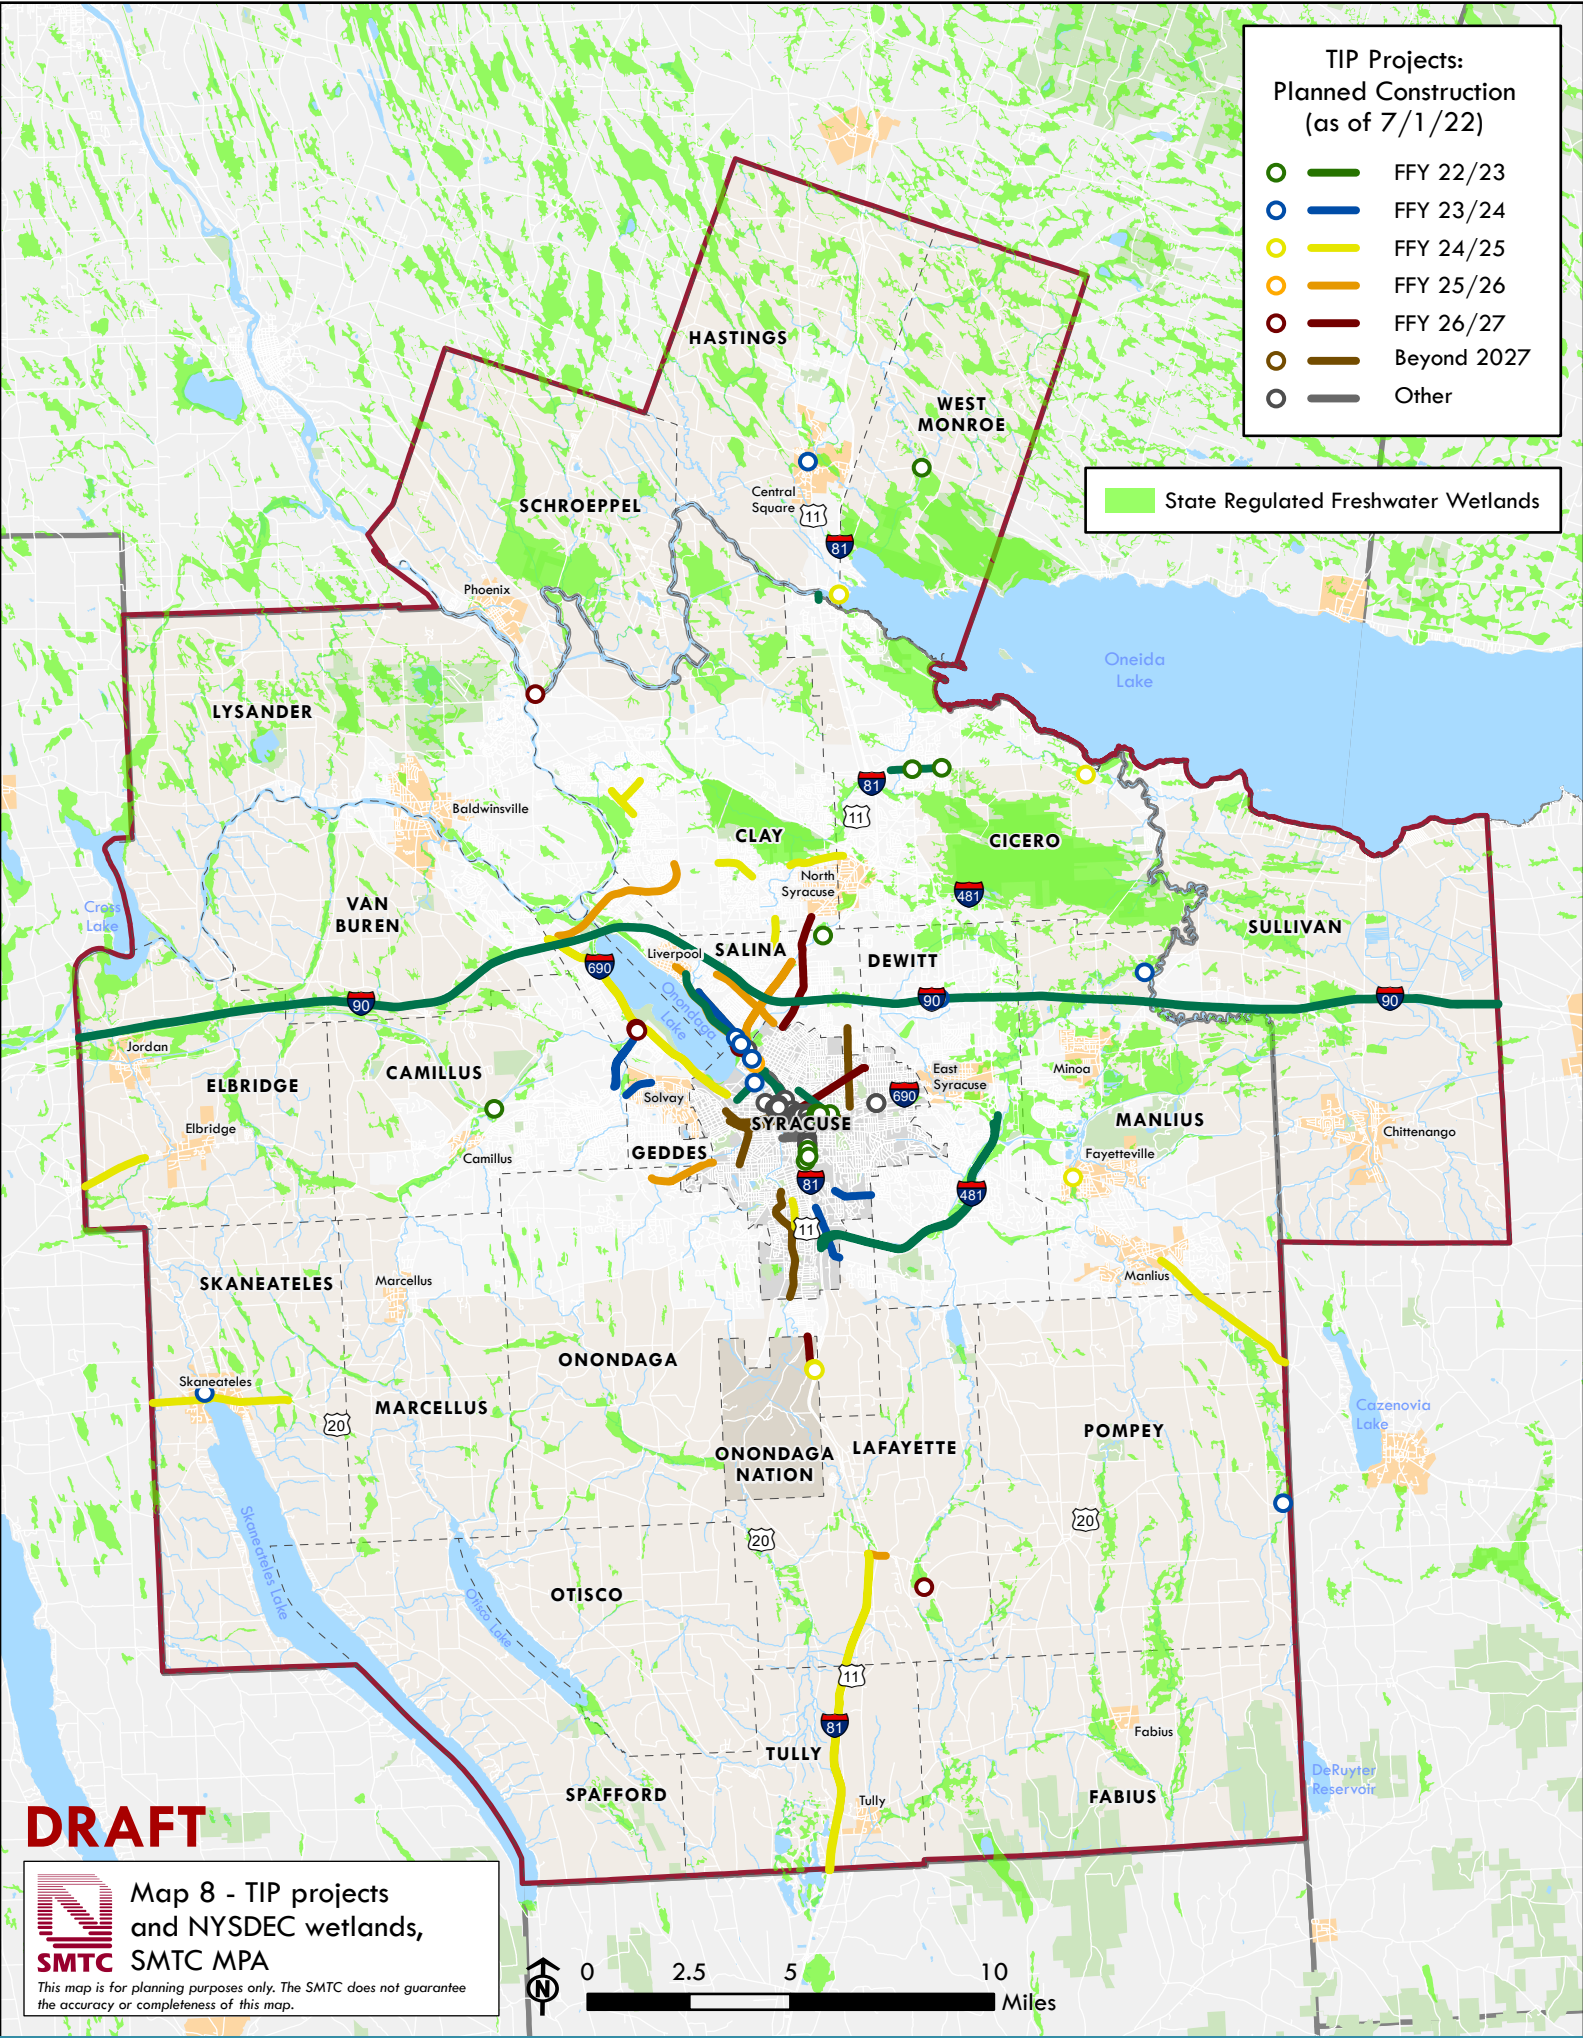 TIP Projects:
Planned Construction
(as of 7/1/22)
FFY 22/23
FFY 23/24
FFY 24/25
FFY 25/26
FFY 26/27
Beyond 2027
Other
State Regulated Freshwater Wetlands
HASTINGS
WEST
MONROE
Central
Square
11
81
SCHROEPPEL
Phoenix
Oneida
Lake
LYSANDER
81
11
Baldwinsville
CLAY
CICERO
North
Syracuse
481
Cross
Lake
VAN
BUREN
SULLIVAN
Liverpool
SALINA
DEWITT
690
90
90
90
Onondaga
Lake
Jordan
ELBRIDGE
CAMILLUS
East
Syracuse
Minoa
690
Solvay
Elbridge
SYRACUSE
MANLIUS
Chittenango
Camillus
GEDDES
Fayetteville
81
481
11
SKANEATELES
Marcellus
Manlius
ONONDAGA
Skaneateles
MARCELLUS
20
Cazenovia
Lake
POMPEY
ONONDAGA
NATION
LAFAYETTE
20
20
Skaneateles Lake
Otisco Lake
OTISCO
11
81
Fabius
TULLY
DeRuyter
Reservoir
SPAFFORD
Tully
FABIUS
DRAFT
SMTC
Map 8 - TIP projects
and NYSDEC wetlands,
SMTC MPA
This map is for planning purposes only. The SMTC does not guarantee
the accuracy or completeness of this map.
N
0 2.5 5 10
Miles